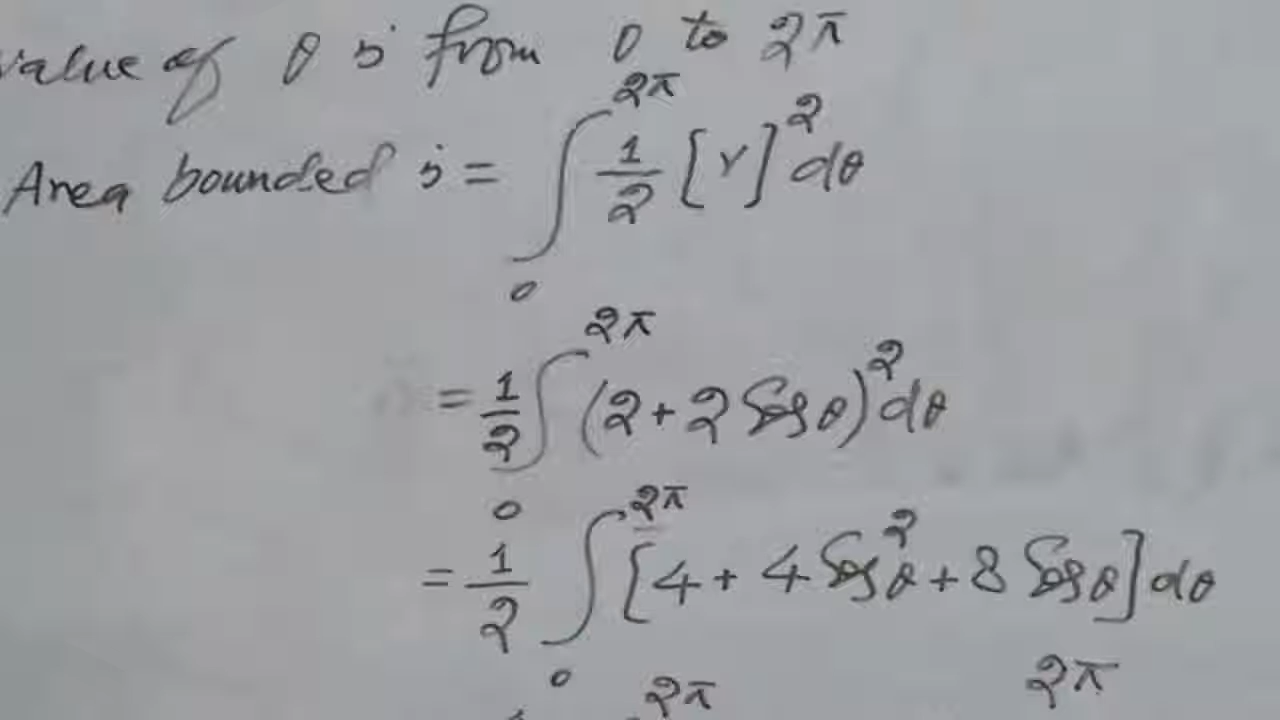 value of θ is from 0 to 2π
Area bounded is = ∫₀^2π 1/2 [r]² dθ
= 1/2 ∫₀^2π (2 + 2 Cos θ)² dθ
= 1/2 ∫₀^2π [4 + 4 Cos² θ + 8 Cos θ] dθ
2π 2π